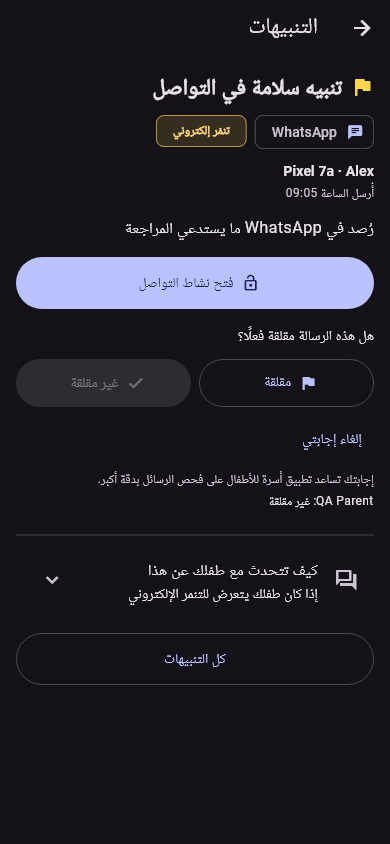 التنبيهات
تنبيه سلامة في التواصل
WhatsApp
تنمّر إلكتروني
Pixel 7a · Alex
أُرسل الساعة 09:05
رُصد في WhatsApp ما يستدعي المراجعة
فتح نشاط التواصل
هل هذه الرسالة مقلقة فعلًا؟
مقلقة
غير مقلقة
إلغاء إجابتي
إجابتك تساعد تطبيق أسرة للأطفال على فحص الرسائل بدقة أكبر.
QA Parent: غير مقلقة
كيف تتحدث مع طفلك عن هذا
إذا كان طفلك يتعرض للتنمر الإلكتروني
كل التنبيهات